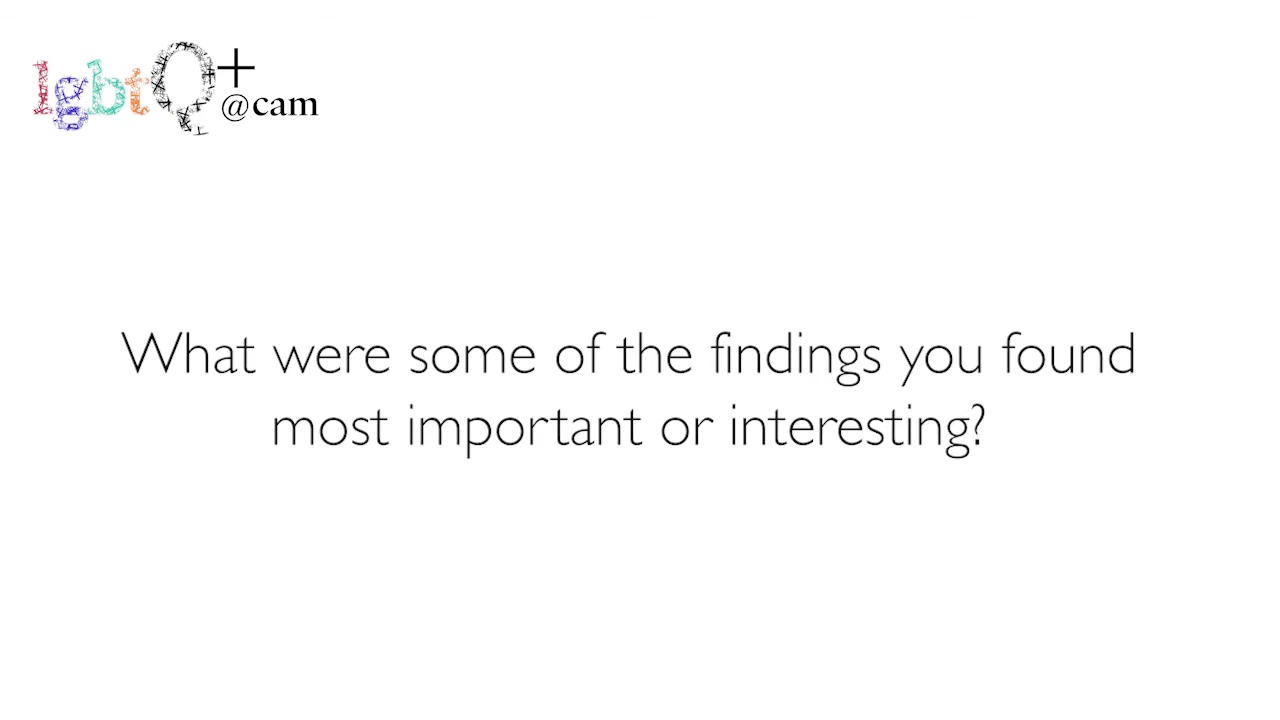 lgbtQ+
@cam
What were some of the findings you found
most important or interesting?